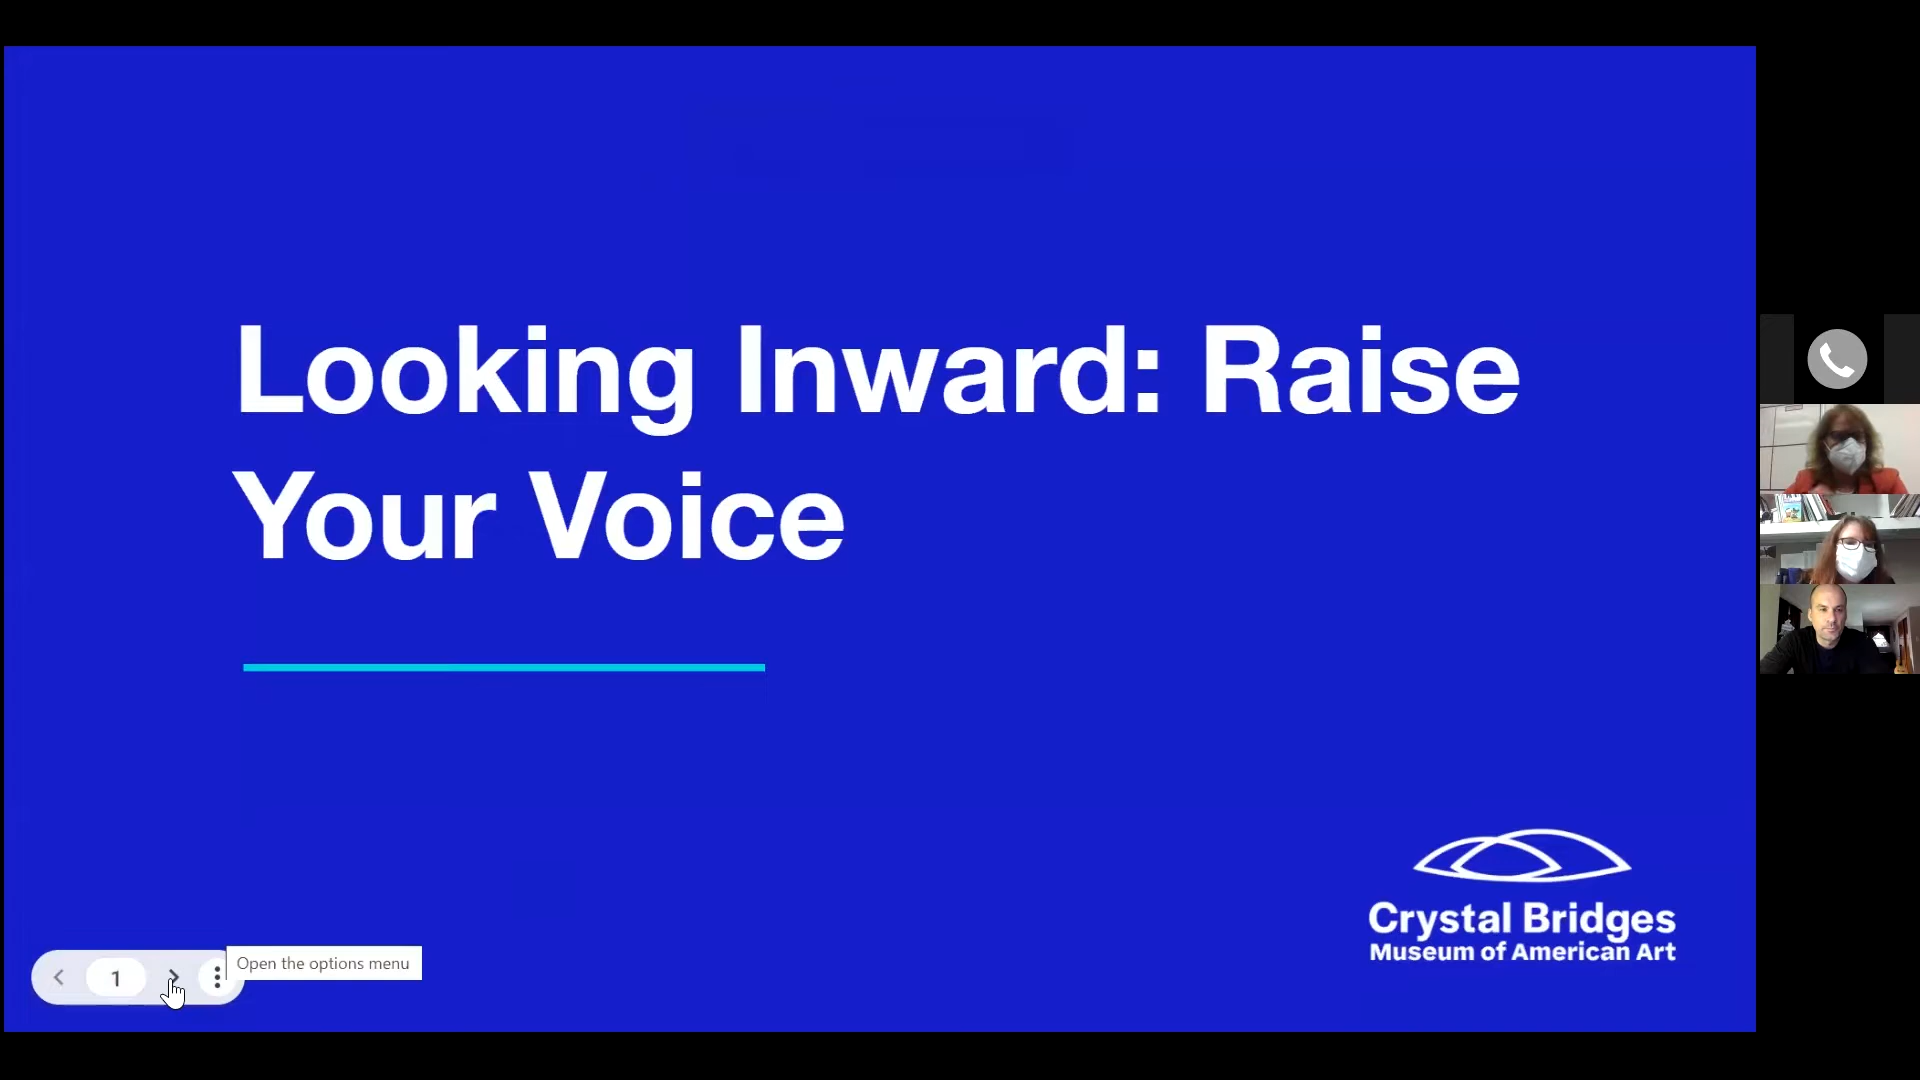 Looking Inward: Raise
Your Voice
Crystal Bridges
Museum of American Art
1
Open the options menu